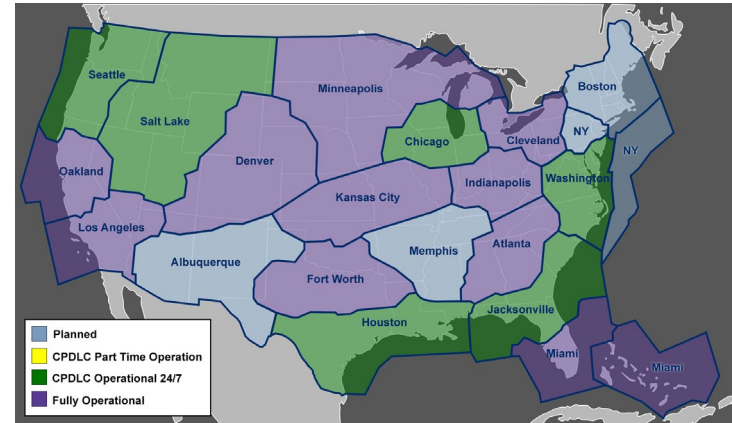 Seattle
Minneapolis
Boston
Salt Lake
Chicago
Cleveland
NY
NY
Denver
Oakland
Indianapolis
Washington
Kansas City
Los Angeles
Albuquerque
Memphis
Atlanta
Fort Worth
Houston
Jacksonville
Miami
Miami
Planned
CPDLC Part Time Operation
CPDLC Operational 24/7
Fully Operational